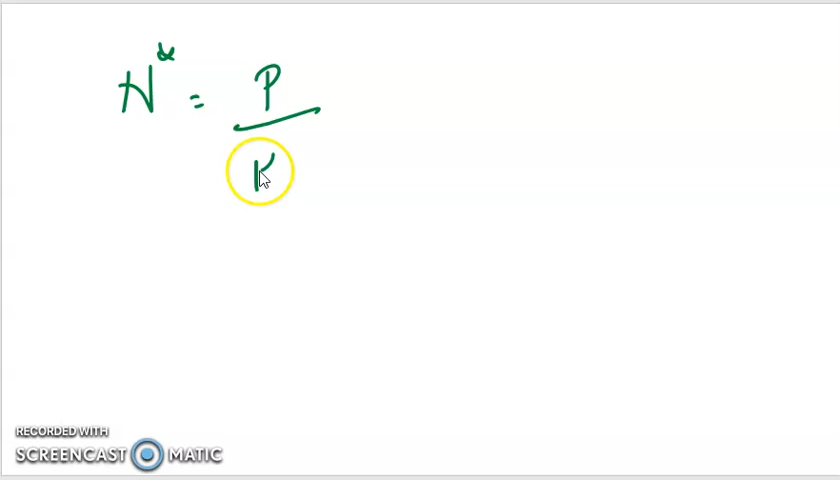 N* = P
K
RECORDED WITH
SCREENCAST MATIC